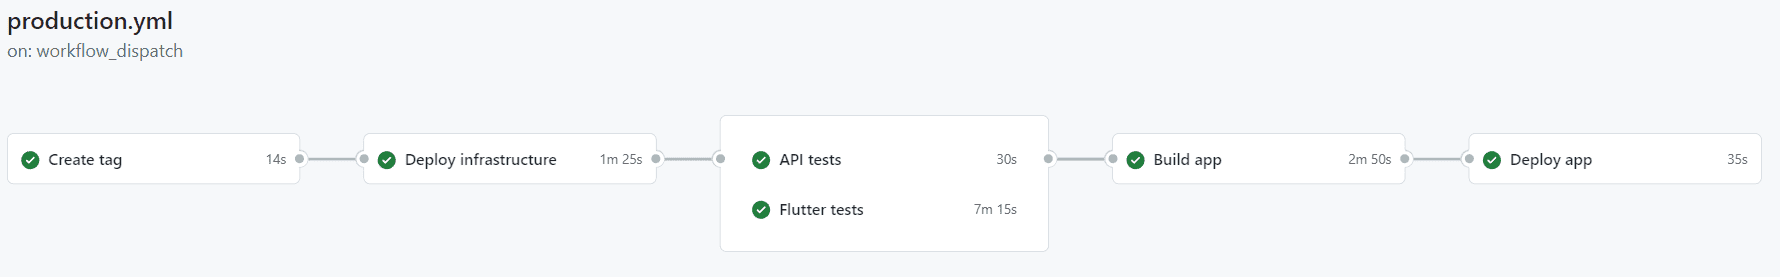 production.yml
on: workflow_dispatch
Create tag 14s
Deploy infrastructure 1m 25s
API tests 30s
Flutter tests 7m 15s
Build app 2m 50s
Deploy app 35s